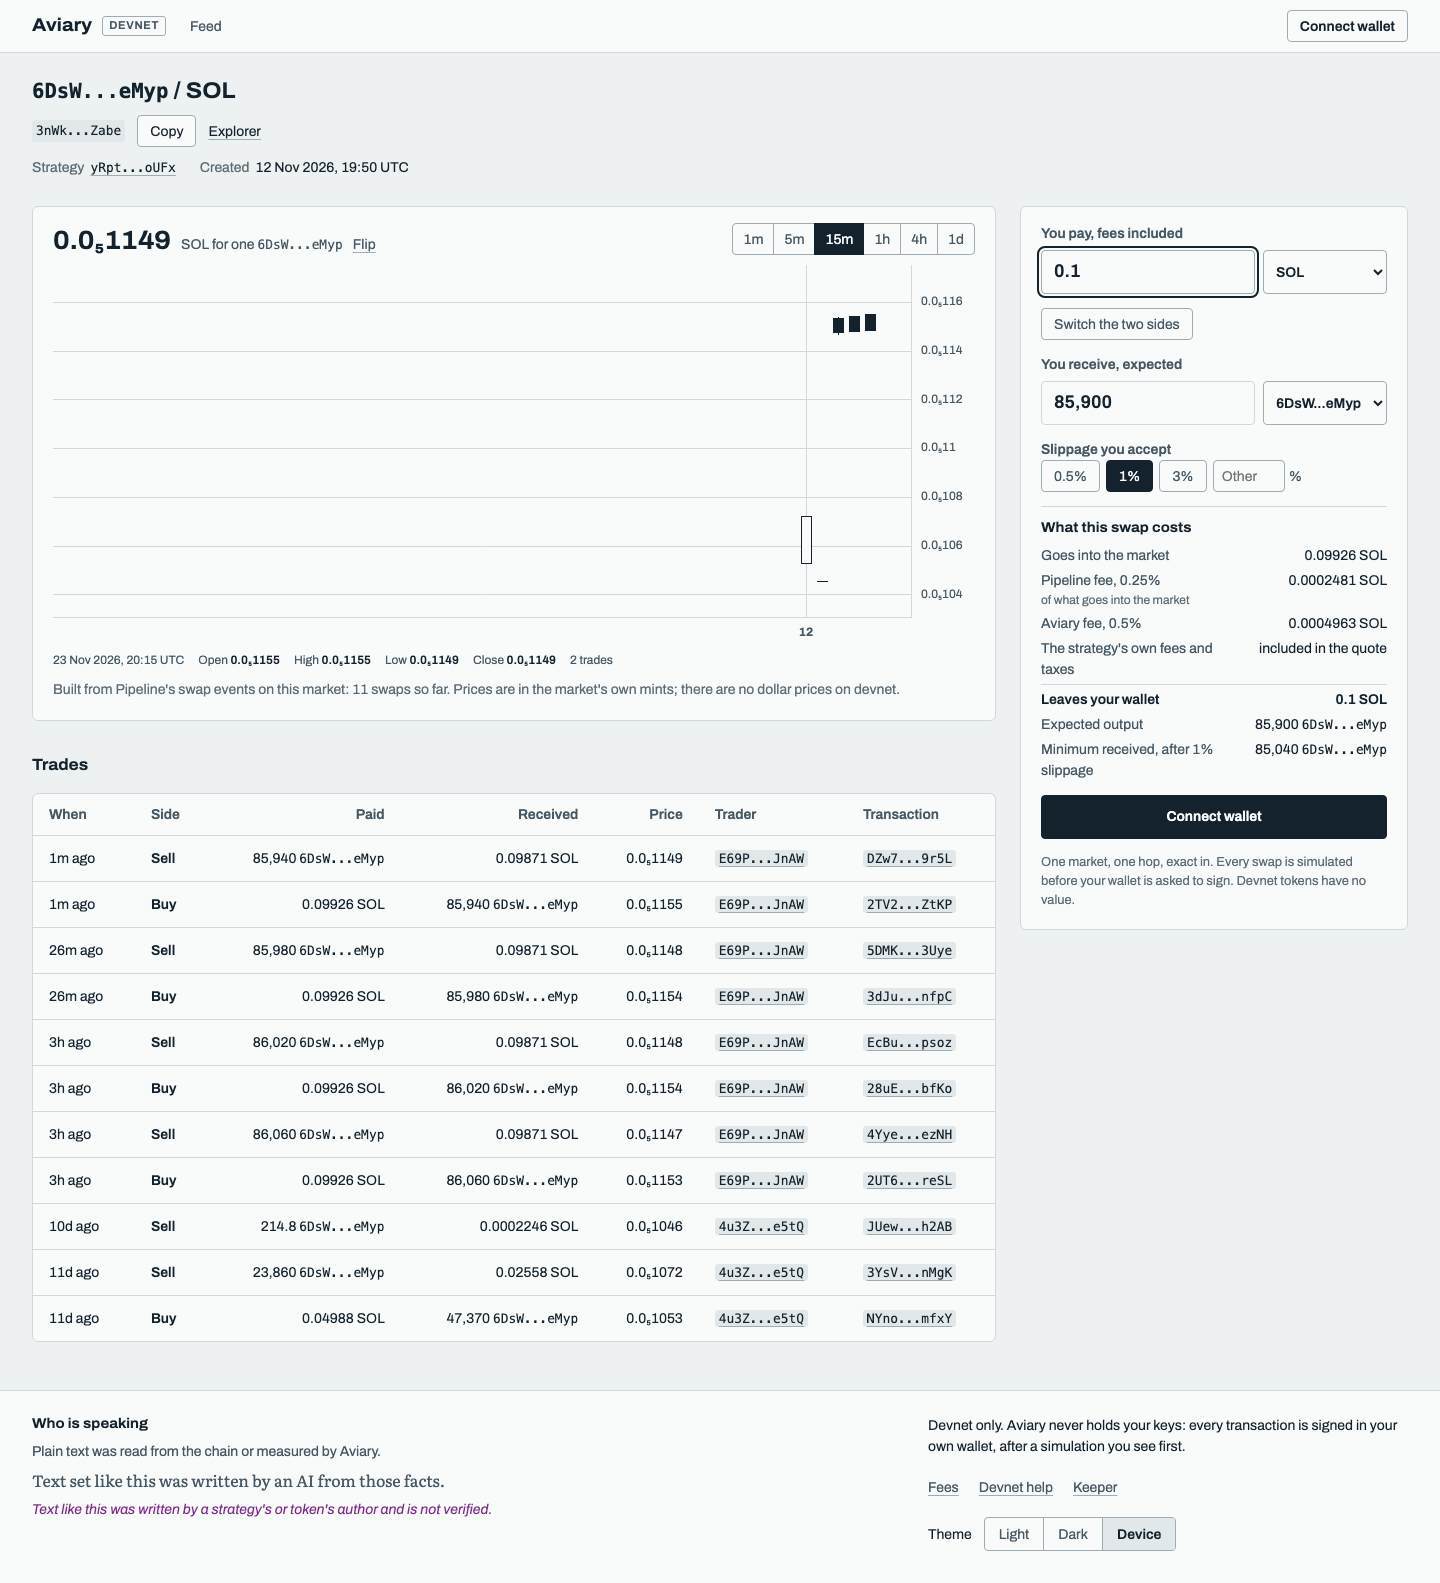 Aviary DEVNET Feed Connect wallet
6DsW...eMyp / SOL
3nWk...Zabe Copy Explorer
Strategy yRpt...oUFx Created 12 Nov 2026, 19:50 UTC
0.0₅1149 SOL for one 6DsW...eMyp Flip
1m 5m 15m 1h 4h 1d
0.0₅116
0.0₅114
0.0₅112
0.0₅11
0.0₅108
0.0₅106
0.0₅104
12
23 Nov 2026, 20:15 UTC Open 0.0₅1155 High 0.0₅1155 Low 0.0₅1149 Close 0.0₅1149 2 trades
Built from Pipeline's swap events on this market: 11 swaps so far. Prices are in the market's own mints; there are no dollar prices on devnet.
You pay, fees included
0.1 SOL
Switch the two sides
You receive, expected
85,900 6DsW...eMyp
Slippage you accept
0.5% 1% 3% Other %
What this swap costs
Goes into the market 0.09926 SOL
Pipeline fee, 0.25% 0.0002481 SOL
of what goes into the market
Aviary fee, 0.5% 0.0004963 SOL
The strategy's own fees and included in the quote
taxes
Leaves your wallet 0.1 SOL
Expected output 85,900 6DsW...eMyp
Minimum received, after 1% 85,040 6DsW...eMyp
slippage
Connect wallet
One market, one hop, exact in. Every swap is simulated
before your wallet is asked to sign. Devnet tokens have no
value.
Trades
When Side Paid Received Price Trader Transaction
1m ago Sell 85,940 6DsW...eMyp 0.09871 SOL 0.0₅1149 E69P...JnAW DZw7...9r5L
1m ago Buy 0.09926 SOL 85,940 6DsW...eMyp 0.0₅1155 E69P...JnAW 2TV2...ZtKP
26m ago Sell 85,980 6DsW...eMyp 0.09871 SOL 0.0₅1148 E69P...JnAW 5DMK...3Uye
26m ago Buy 0.09926 SOL 85,980 6DsW...eMyp 0.0₅1154 E69P...JnAW 3dJu...nfpC
3h ago Sell 86,020 6DsW...eMyp 0.09871 SOL 0.0₅1148 E69P...JnAW EcBu...psoz
3h ago Buy 0.09926 SOL 86,020 6DsW...eMyp 0.0₅1154 E69P...JnAW 28uE...bfKo
3h ago Sell 86,060 6DsW...eMyp 0.09871 SOL 0.0₅1147 E69P...JnAW 4Yye...ezNH
3h ago Buy 0.09926 SOL 86,060 6DsW...eMyp 0.0₅1153 E69P...JnAW 2UT6...reSL
10d ago Sell 214.8 6DsW...eMyp 0.0002246 SOL 0.0₅1046 4u3Z...e5tQ JUew...h2AB
11d ago Sell 23,860 6DsW...eMyp 0.02558 SOL 0.0₅1072 4u3Z...e5tQ 3YsV...nMgK
11d ago Buy 0.04988 SOL 47,370 6DsW...eMyp 0.0₅1053 4u3Z...e5tQ NYno...mfxY
Who is speaking
Plain text was read from the chain or measured by Aviary.
Text set like this was written by an AI from those facts.
Text like this was written by a strategy's or token's author and is not verified.
Devnet only. Aviary never holds your keys: every transaction is signed in your
own wallet, after a simulation you see first.
Fees Devnet help Keeper
Theme Light Dark Device